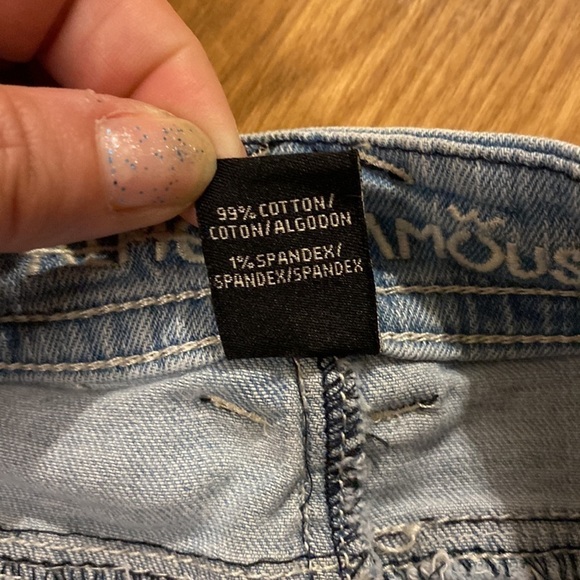 99% COTTON/
COTON/ALGODON
1% SPANDEX/
SPANDEX/SPANDEX